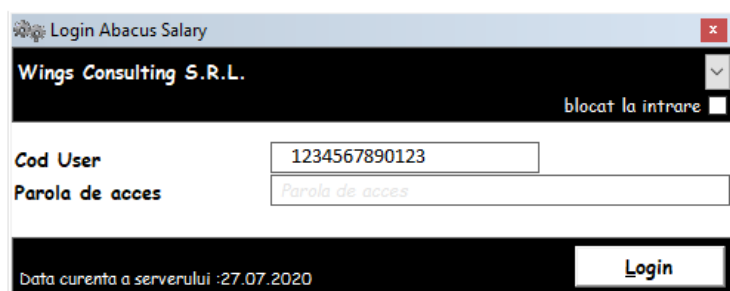 Login Abacus Salary
Wings Consulting S.R.L.
blocat la intrare
Cod User 1234567890123
Parola de acces Parola de acces
Data curenta a serverului :27.07.2020 Login